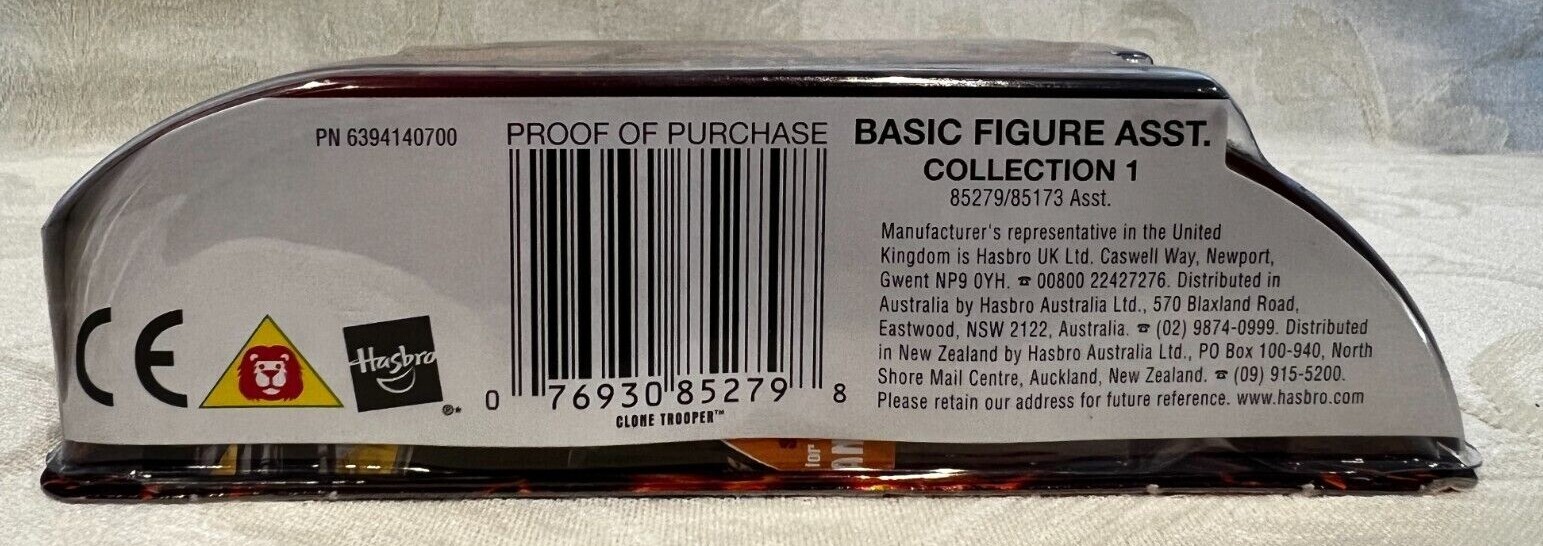 PN 6394140700
PROOF OF PURCHASE
0 76930 85279 8
CLONE TROOPER™
CE
Hasbro
®*
BASIC FIGURE ASST.
COLLECTION 1
85279/85173 Asst.
Manufacturer's representative in the United
Kingdom is Hasbro UK Ltd. Caswell Way, Newport,
Gwent NP9 0YH. ☎ 00800 22427276. Distributed in
Australia by Hasbro Australia Ltd., 570 Blaxland Road,
Eastwood, NSW 2122, Australia. ☎ (02) 9874-0999. Distributed
in New Zealand by Hasbro Australia Ltd., PO Box 100-940, North
Shore Mail Centre, Auckland, New Zealand. ☎ (09) 915-5200.
Please retain our address for future reference. www.hasbro.com
for